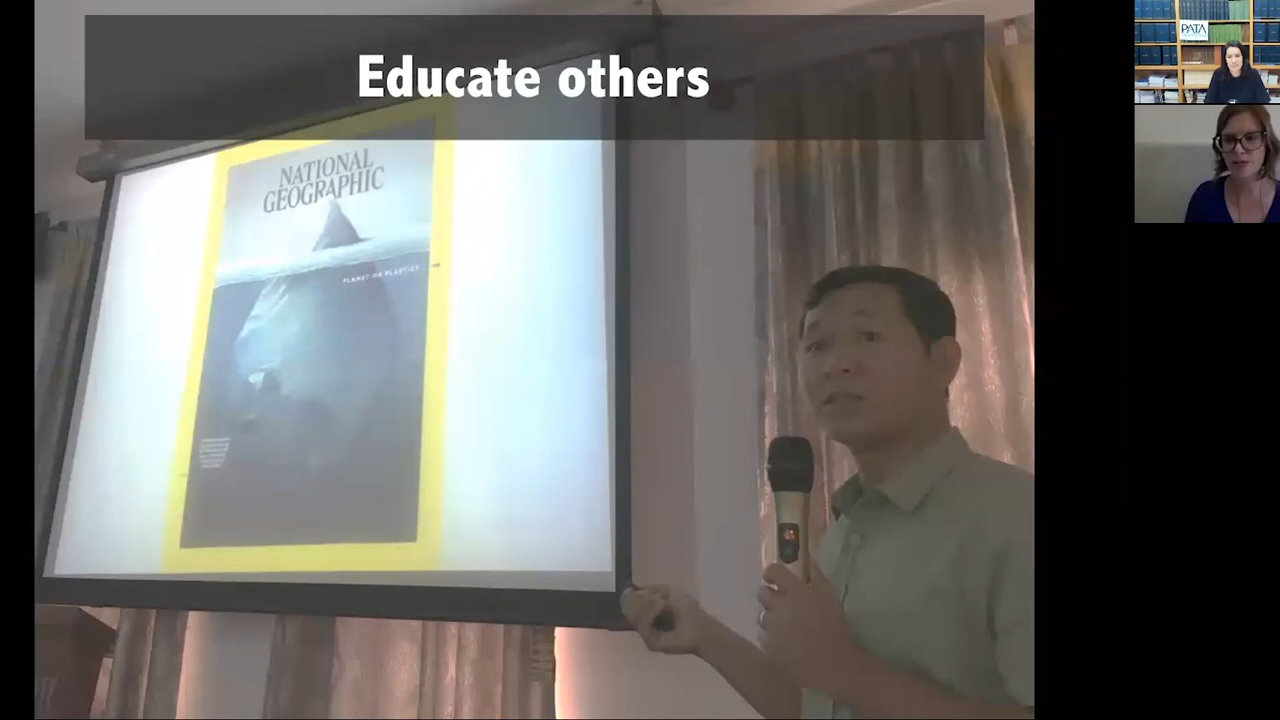 Educate others
NATIONAL
GEOGRAPHIC
PLANET OR PLASTIC?
PATA